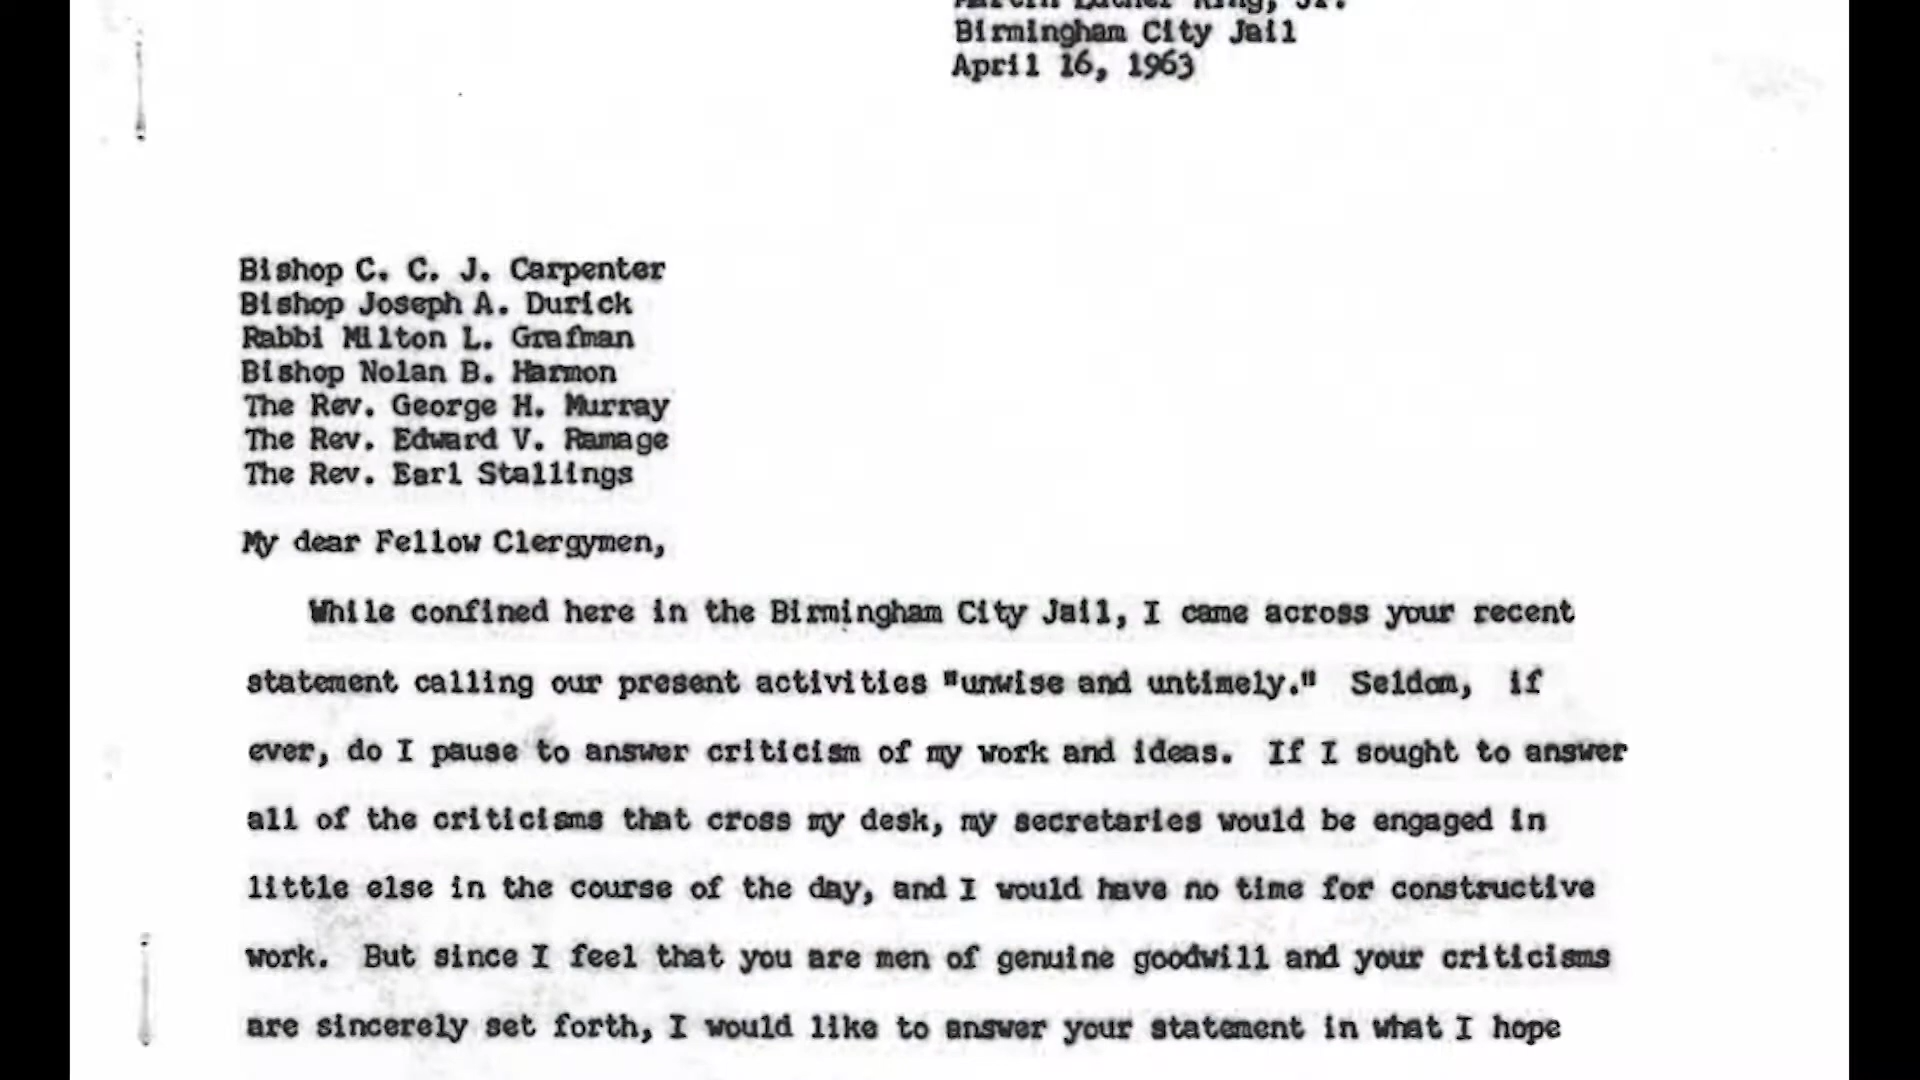 Martin Luther King, Jr.
Birmingham City Jail
April 16, 1963
Bishop C. C. J. Carpenter
Bishop Joseph A. Durick
Rabbi Milton L. Grafman
Bishop Nolan B. Harmon
The Rev. George H. Murray
The Rev. Edward V. Ramage
The Rev. Earl Stallings
My dear Fellow Clergymen,
While confined here in the Birmingham City Jail, I came across your recent
statement calling our present activities "unwise and untimely." Seldom, if
ever, do I pause to answer criticism of my work and ideas. If I sought to answer
all of the criticisms that cross my desk, my secretaries would be engaged in
little else in the course of the day, and I would have no time for constructive
work. But since I feel that you are men of genuine goodwill and your criticisms
are sincerely set forth, I would like to answer your statement in what I hope